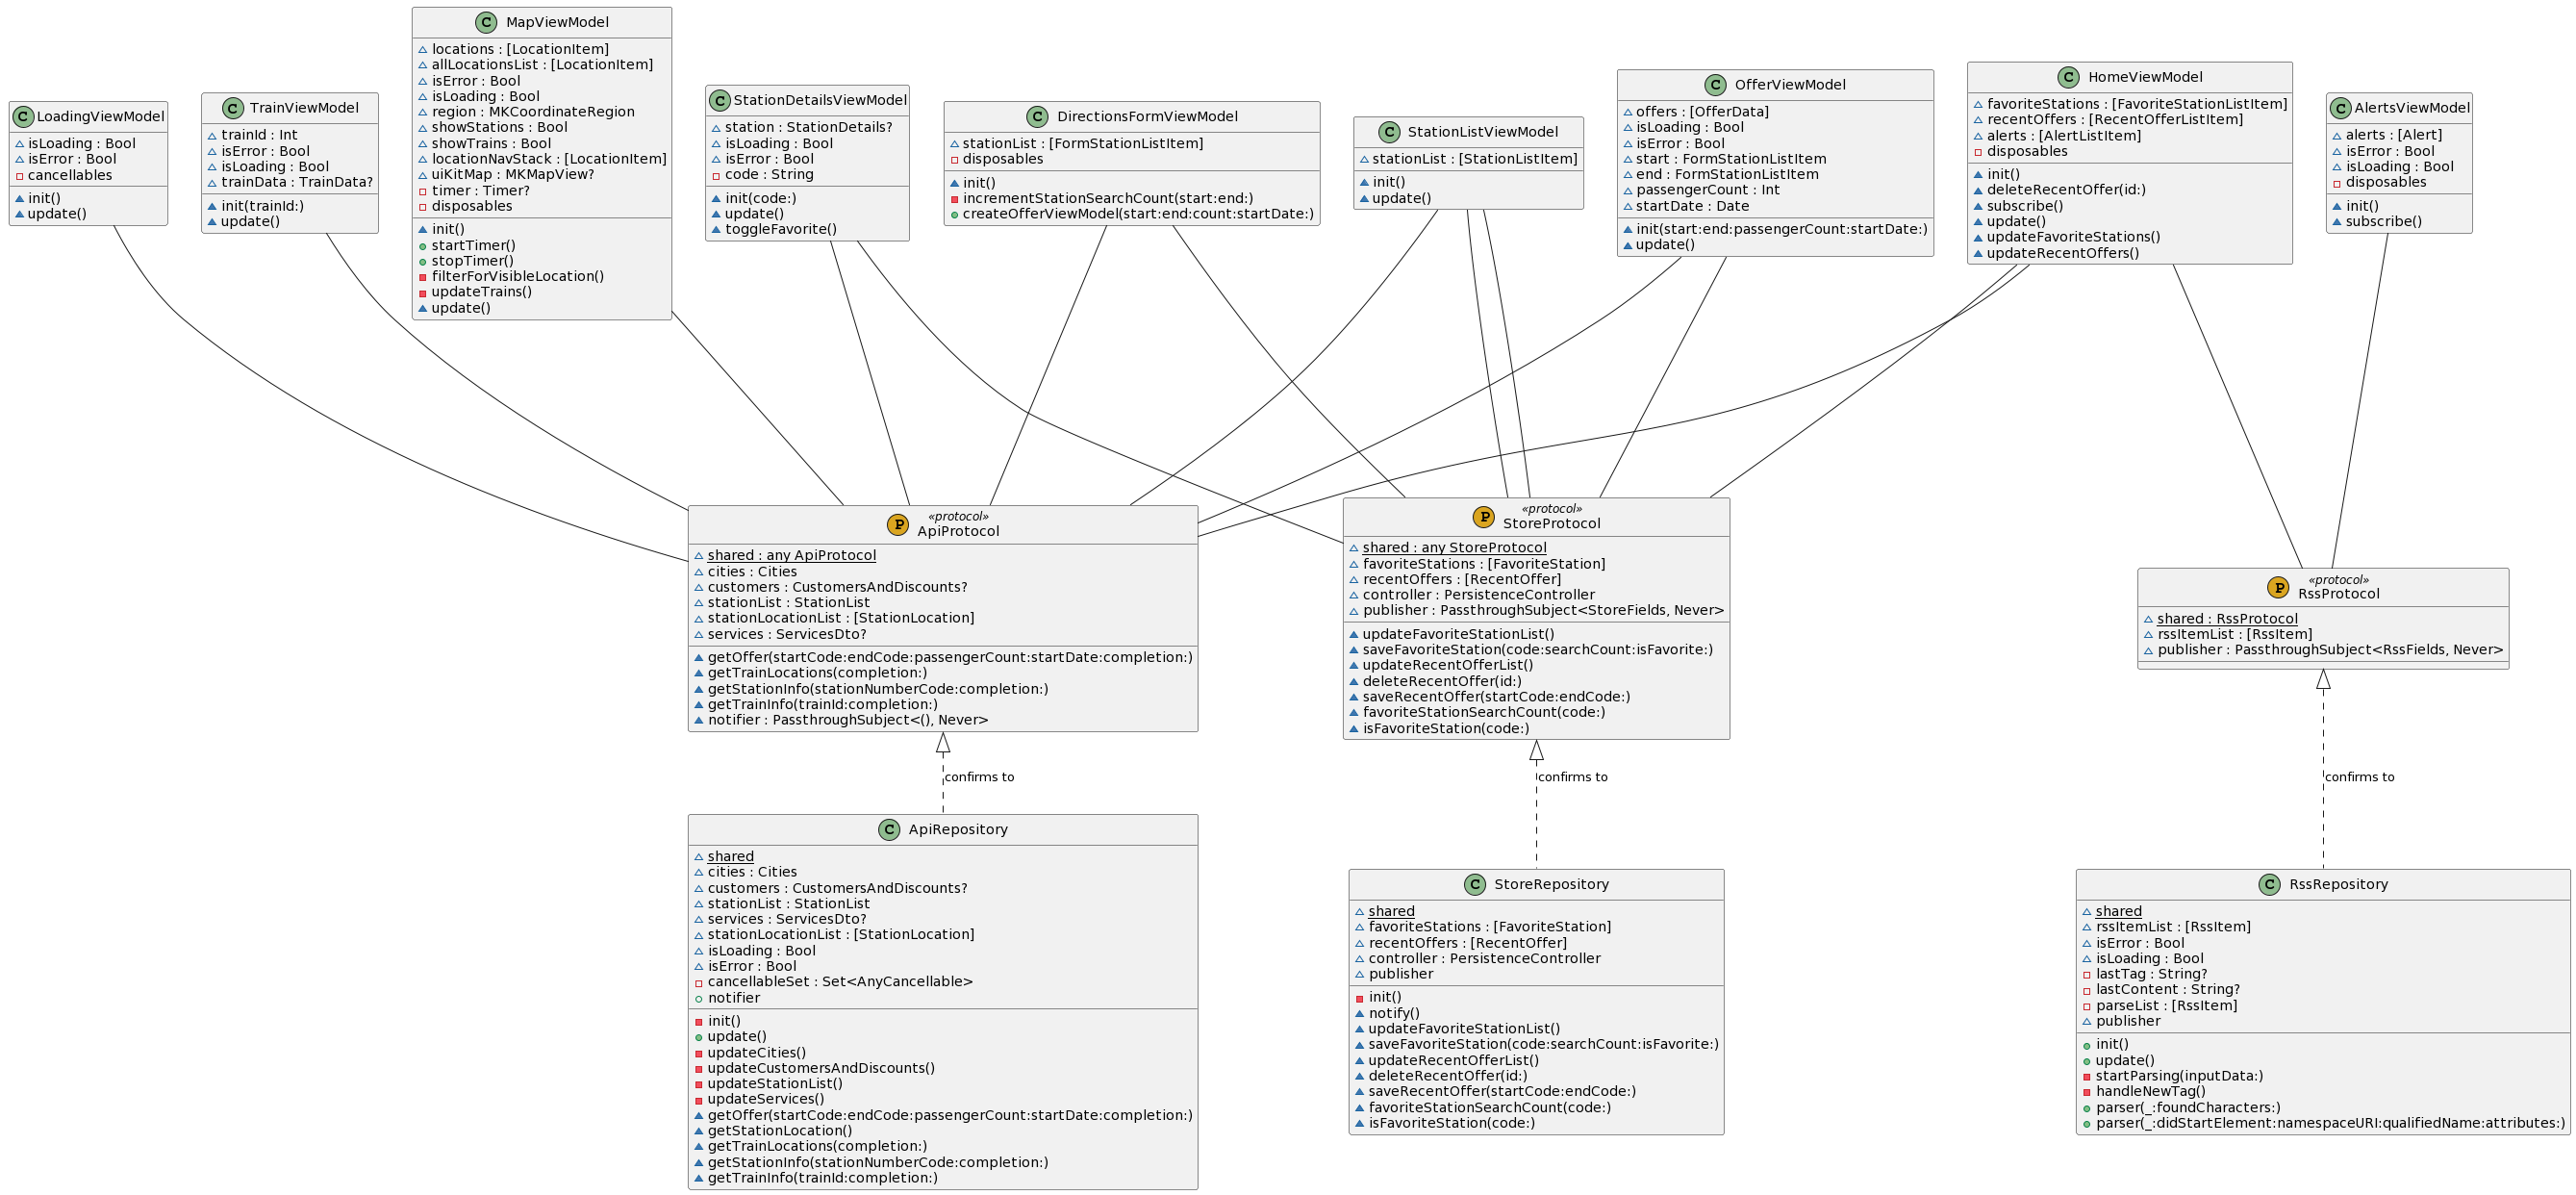 C LoadingViewModel
isLoading : Bool
isError : Bool
cancellables
init()
update()
C TrainViewModel
trainId : Int
isError : Bool
isLoading : Bool
trainData : TrainData?
init(trainId:)
update()
C MapViewModel
locations : [LocationItem]
allLocationsList : [LocationItem]
isError : Bool
isLoading : Bool
region : MKCoordinateRegion
showStations : Bool
showTrains : Bool
locationNavStack : [LocationItem]
uiKitMap : MKMapView?
timer : Timer?
disposables
init()
startTimer()
stopTimer()
filterForVisibleLocation()
updateTrains()
update()
C StationDetailsViewModel
station : StationDetails?
isLoading : Bool
isError : Bool
code : String
init(code:)
update()
toggleFavorite()
C DirectionsFormViewModel
stationList : [FormStationListItem]
disposables
init()
incrementStationSearchCount(start:end:)
createOfferViewModel(start:end:count:startDate:)
C StationListViewModel
stationList : [StationListItem]
init()
update()
C OfferViewModel
offers : [OfferData]
isLoading : Bool
isError : Bool
start : FormStationListItem
end : FormStationListItem
passengerCount : Int
startDate : Date
init(start:end:passengerCount:startDate:)
update()
C HomeViewModel
favoriteStations : [FavoriteStationListItem]
recentOffers : [RecentOfferListItem]
alerts : [AlertListItem]
disposables
init()
deleteRecentOffer(id:)
subscribe()
update()
updateFavoriteStations()
updateRecentOffers()
C AlertsViewModel
alerts : [Alert]
isError : Bool
isLoading : Bool
disposables
init()
subscribe()
P «protocol»
ApiProtocol
shared : any ApiProtocol
cities : Cities
customers : CustomersAndDiscounts?
stationList : StationList
stationLocationList : [StationLocation]
services : ServicesDto?
getOffer(startCode:endCode:passengerCount:startDate:completion:)
getTrainLocations(completion:)
getStationInfo(stationNumberCode:completion:)
getTrainInfo(trainId:completion:)
notifier : PassthroughSubject<(), Never>
P «protocol»
StoreProtocol
shared : any StoreProtocol
favoriteStations : [FavoriteStation]
recentOffers : [RecentOffer]
controller : PersistenceController
publisher : PassthroughSubject<StoreFields, Never>
updateFavoriteStationList()
saveFavoriteStation(code:searchCount:isFavorite:)
updateRecentOfferList()
deleteRecentOffer(id:)
saveRecentOffer(startCode:endCode:)
favoriteStationSearchCount(code:)
isFavoriteStation(code:)
P «protocol»
RssProtocol
shared : RssProtocol
rssItemList : [RssItem]
publisher : PassthroughSubject<RssFields, Never>
confirms to
confirms to
confirms to
C ApiRepository
shared
cities : Cities
customers : CustomersAndDiscounts?
stationList : StationList
services : ServicesDto?
stationLocationList : [StationLocation]
isLoading : Bool
isError : Bool
cancellableSet : Set<AnyCancellable>
notifier
init()
update()
updateCities()
updateCustomersAndDiscounts()
updateStationList()
updateServices()
getOffer(startCode:endCode:passengerCount:startDate:completion:)
getStationLocation()
getTrainLocations(completion:)
getStationInfo(stationNumberCode:completion:)
getTrainInfo(trainId:completion:)
C StoreRepository
shared
favoriteStations : [FavoriteStation]
recentOffers : [RecentOffer]
controller : PersistenceController
publisher
init()
notify()
updateFavoriteStationList()
saveFavoriteStation(code:searchCount:isFavorite:)
updateRecentOfferList()
deleteRecentOffer(id:)
saveRecentOffer(startCode:endCode:)
favoriteStationSearchCount(code:)
isFavoriteStation(code:)
C RssRepository
shared
rssItemList : [RssItem]
isError : Bool
isLoading : Bool
lastTag : String?
lastContent : String?
parseList : [RssItem]
publisher
init()
update()
startParsing(inputData:)
handleNewTag()
parser(_:foundCharacters:)
parser(_:didStartElement:namespaceURI:qualifiedName:attributes:)